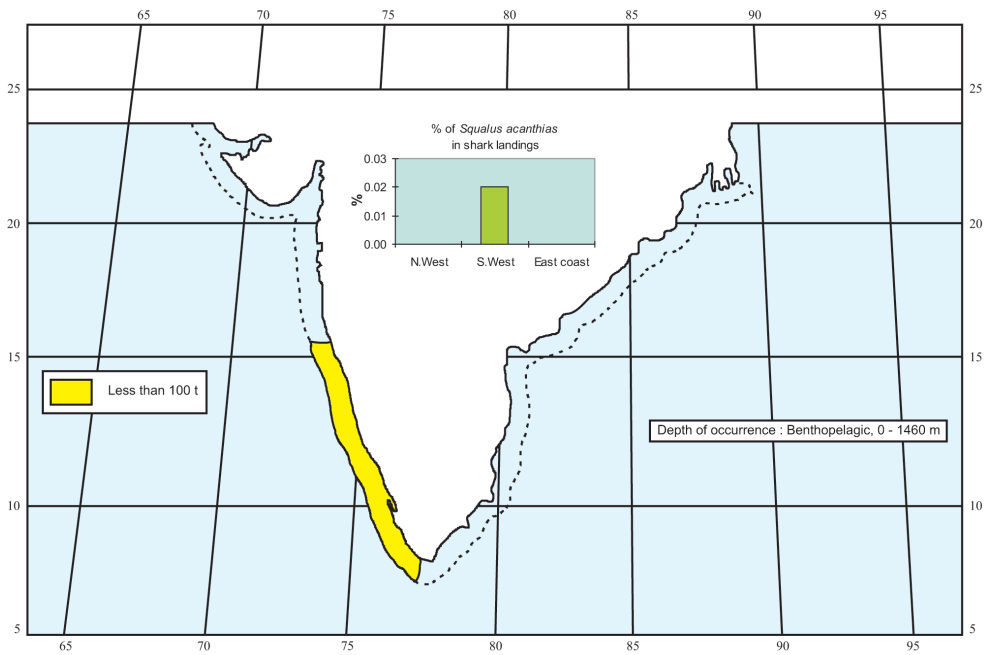 65 70 75 80 85 90 95
25 25
% of Squalus acanthias
in shark landings
0.03
0.02
0.01
0.00
%
N.West S.West East coast
20 20
15 15
Less than 100 t
Depth of occurrence : Benthopelagic, 0 - 1460 m
10 10
5 5
65 70 75 80 85 90 95